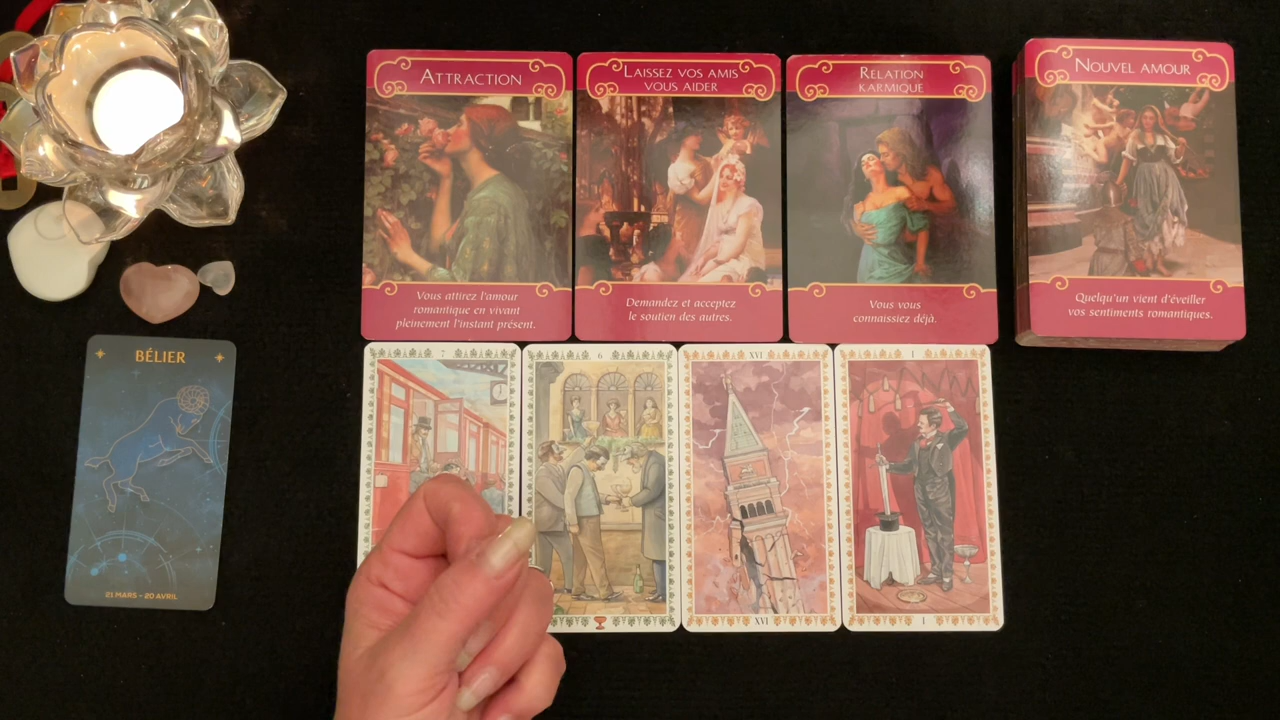 ATTRACTION
Vous attirez l'amour
romantique en vivant
pleinement l'instant présent.
LAISSEZ VOS AMIS
VOUS AIDER
Demandez et acceptez
le soutien des autres.
RELATION
KARMIQUE
Vous vous
connaissiez déjà.
NOUVEL AMOUR
Quelqu'un vient d'éveiller
vos sentiments romantiques.
BÉLIER
21 MARS - 20 AVRIL
7
6
XVI
XVI
I
I